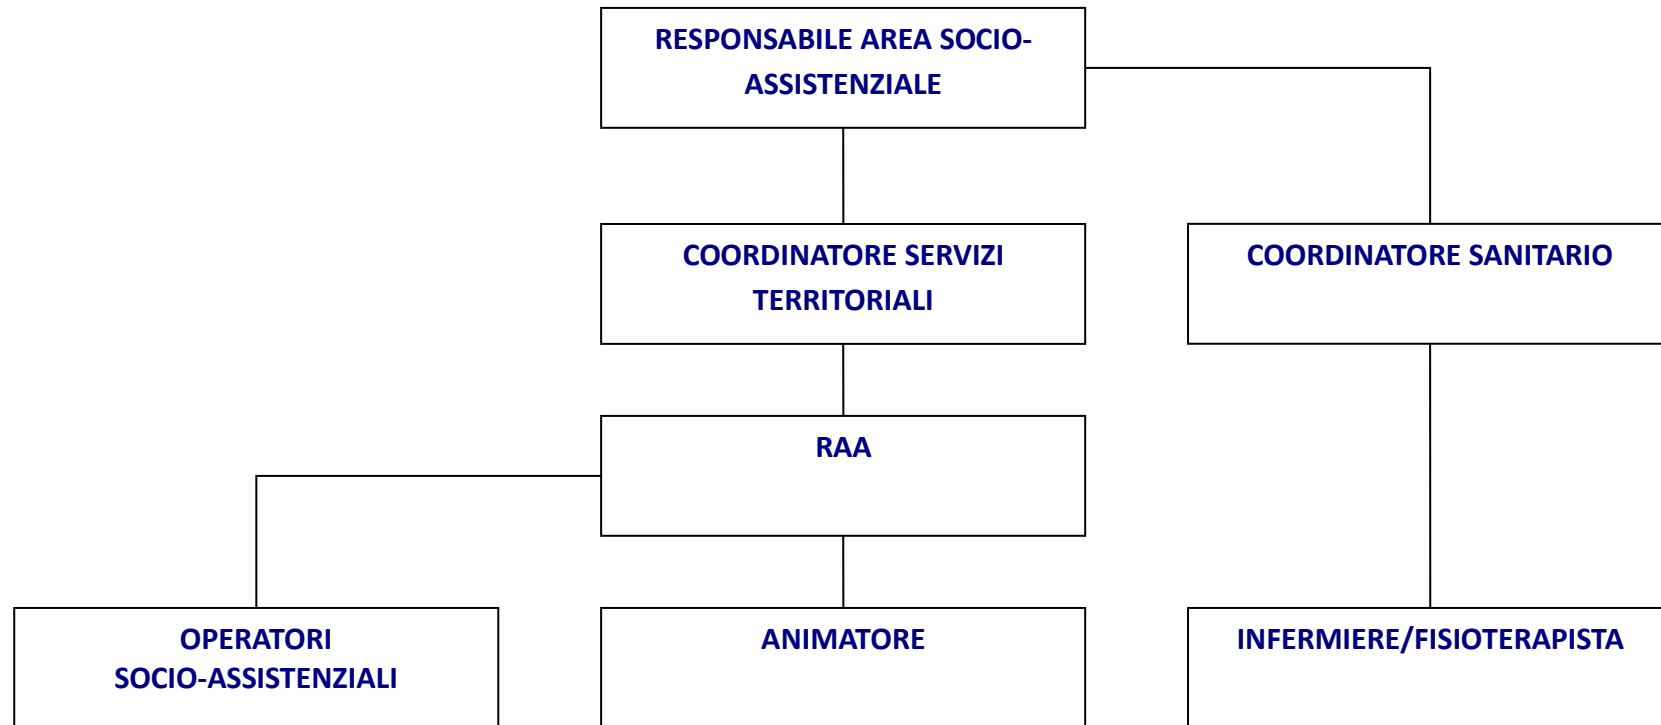 RESPONSABILE AREA SOCIO-
ASSISTENZIALE
COORDINATORE SERVIZI
TERRITORIALI
COORDINATORE SANITARIO
RAA
OPERATORI
SOCIO-ASSISTENZIALI
ANIMATORE
INFERMIERE/FISIOTERAPISTA